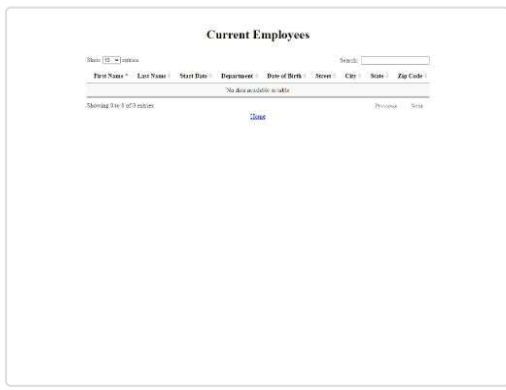 Current Employees
Show 10 entries
Search:
First Name Last Name Start Date Department Date of Birth Street City State Zip Code
No data available in table
Showing 0 to 0 of 0 entries
Previous Next
Home